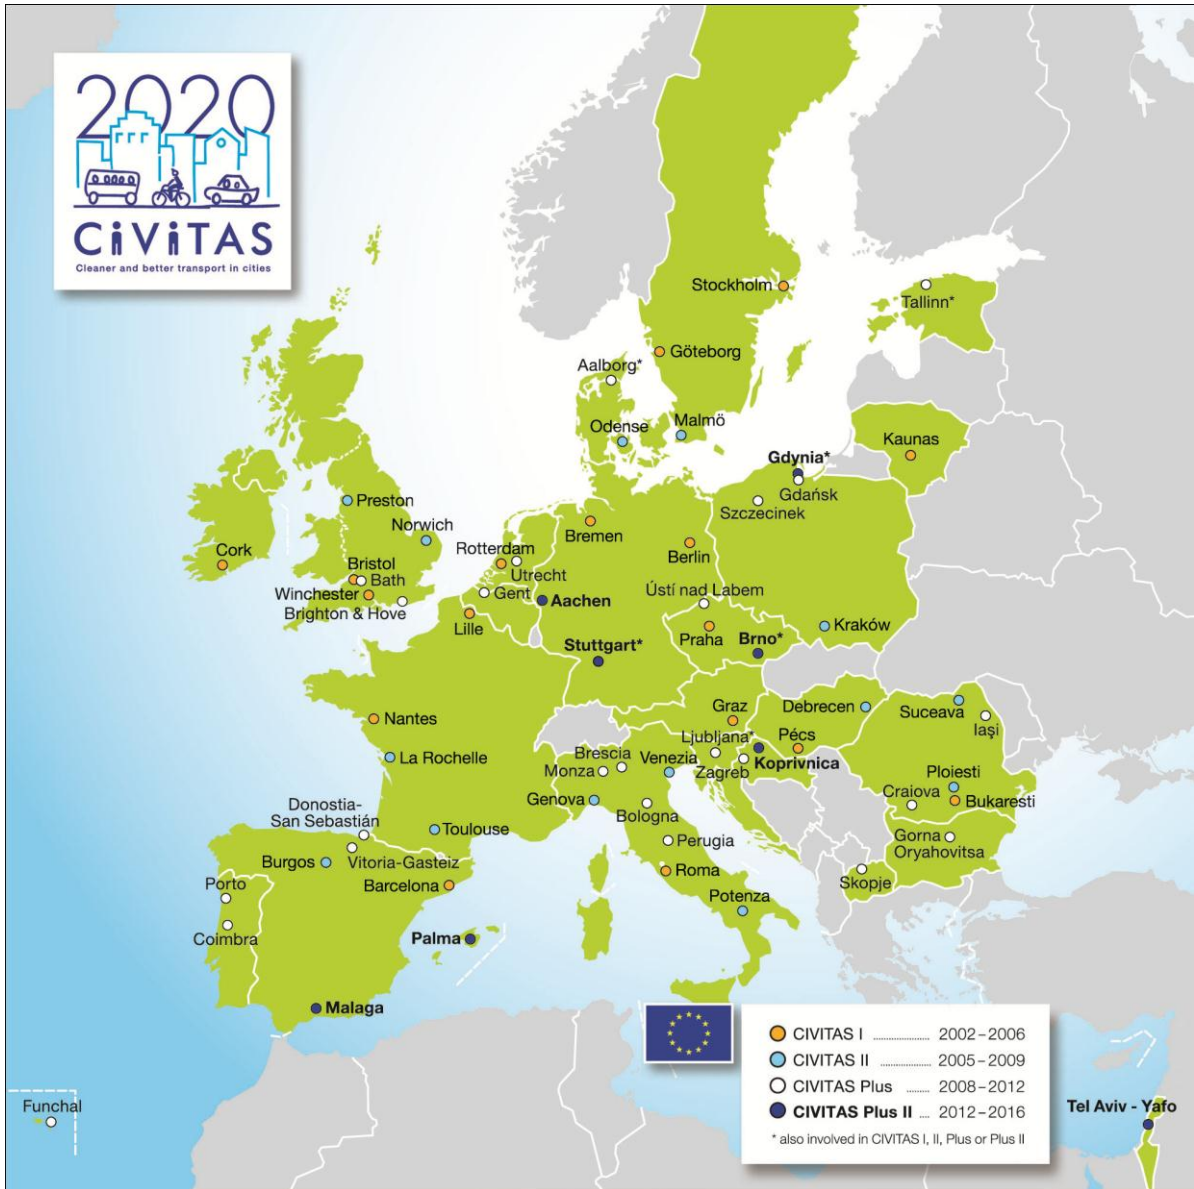 2020
CiViTAS
Cleaner and better transport in cities
Stockholm
Tallinn*
Göteborg
Aalborg*
Odense
Malmö
Kaunas
Gdynia*
Gdańsk
Szczecinek
Preston
Norwich
Cork
Bristol
Bath
Winchester
Brighton & Hove
Rotterdam
Utrecht
Gent
Lille
Bremen
Berlin
Aachen
Stuttgart*
Ústí nad Labem
Praha
Brno*
Kraków
Nantes
La Rochelle
Graz
Debrecen
Suceava
Iaşi
Ljubljana*
Pécs
Koprivnica
Zagreb
Brescia
Monza
Venezia
Genova
Bologna
Ploiesti
Craiova
Bukaresti
Donostia-
San Sebastián
Toulouse
Vitoria-Gasteiz
Burgos
Perugia
Gorna
Oryahovitsa
Skopje
Barcelona
Roma
Porto
Potenza
Coimbra
Palma
Malaga
Funchal
Tel Aviv - Yafo
CIVITAS I ..................... 2002 – 2006
CIVITAS II ................... 2005 – 2009
CIVITAS Plus ......... 2008 – 2012
CIVITAS Plus II .... 2012 – 2016
* also involved in CIVITAS I, II, Plus or Plus II